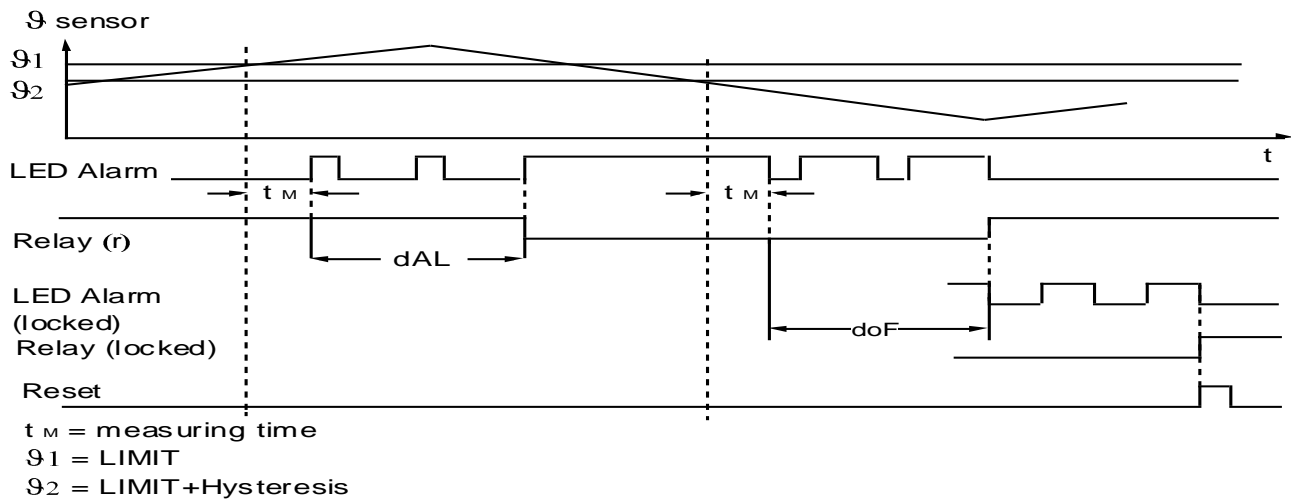 ϑ sensor
ϑ1
ϑ2
t
LED Alarm
t M
t M
Relay (r)
dAL
LED Alarm
(locked)
doF
Relay (locked)
Reset
t M = measuring time
ϑ1 = LIMIT
ϑ2 = LIMIT+Hysteresis